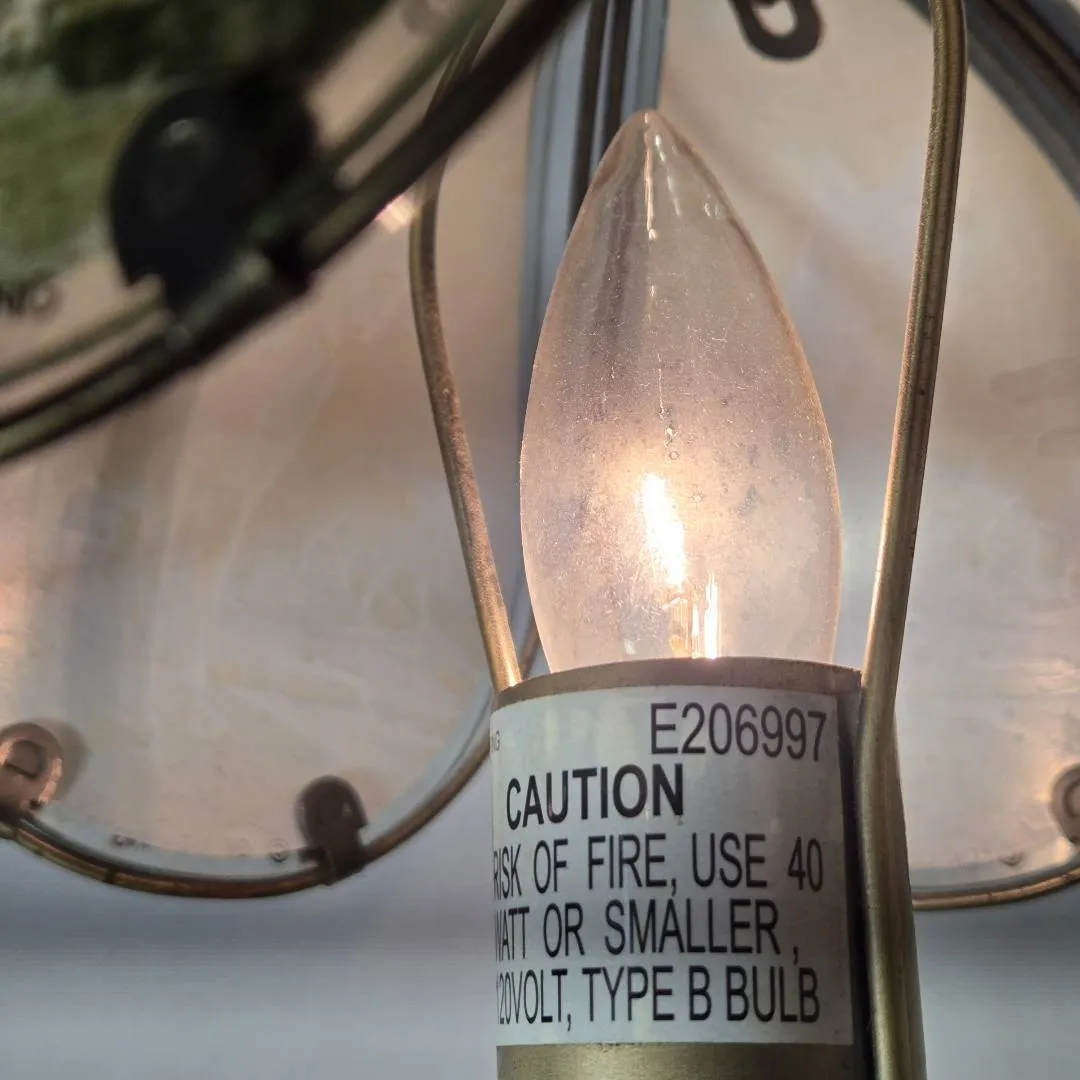 E206997
CAUTION
RISK OF FIRE, USE 40
WATT OR SMALLER ,
120VOLT, TYPE B BULB